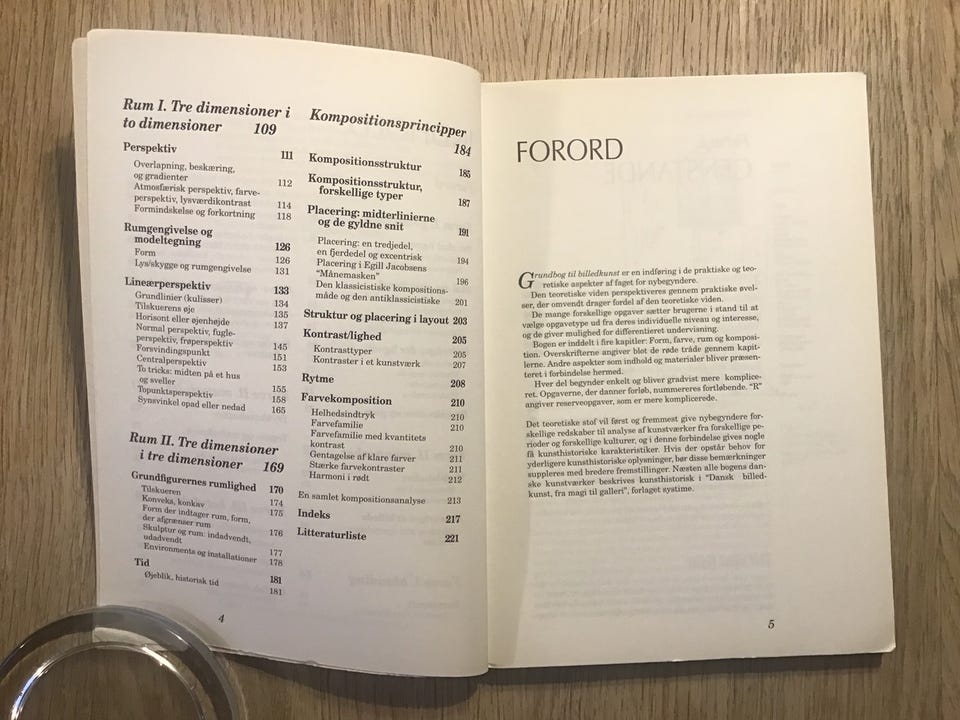 Rum I. Tre dimensioner i
to dimensioner 109
Perspektiv 111
Overlapning, beskæring,
og gradienter 112
Atmosfærisk perspektiv, farve-
perspektiv, lysværdikontrast 114
Formindskelse og forkortning 118
Rumgengivelse og
modeltegning 126
Form 126
Lys/skygge og rumgengivelse 131
Lineærperspektiv 133
Grundlinier (kulisser) 134
Tilskuerens øje 135
Horisont eller øjenhøjde 137
Normal perspektiv, fugle-
perspektiv, frøperspektiv 145
Forsvindingspunkt 151
Centralperspektiv 153
To tricks: midten på et hus
og sveller 155
Topunktsperspektiv 158
Synsvinkel opad eller nedad 165
Rum II. Tre dimensioner
i tre dimensioner 169
Grundfigurernes rumlighed 170
Tilskueren 174
Konveks, konkav 175
Form der indtager rum, form,
der afgrænser rum 176
Skulptur og rum: indadvendt,
udadvendt 177
Environments og installationer 178
Tid 181
Øjeblik, historisk tid 181
4
Kompositionsprincipper
184
Kompositionsstruktur 185
Kompositionsstruktur,
forskellige typer 187
Placering: midterlinierne
og de gyldne snit 191
Placering: en tredjedel,
en fjerdedel og excentrisk 194
Placering i Egill Jacobsens
"Månemasken" 196
Den klassicistiske kompositions-
måde og den antiklassicistiske 201
Struktur og placering i layout 203
Kontrast/lighed 205
Kontrasttyper 205
Kontraster i et kunstværk 207
Rytme 208
Farvekomposition 210
Helhedsindtryk 210
Farvefamilie 210
Farvefamilie med kvantitets
kontrast 210
Gentagelse af klare farver 211
Stærke farvekontraster 211
Harmoni i rødt 212
En samlet kompositionsanalyse 213
Indeks 217
Litteraturliste 221
FORORD
Grundbog til billedkunst er en indføring i de praktiske og teo-
retiske aspekter af faget for nybegyndere.
Den teoretiske viden perspektiveres gennem praktiske øvel-
ser, der omvendt drager fordel af den teoretiske viden.
De mange forskellige opgaver sætter brugerne i stand til at
vælge opgavetype ud fra deres individuelle niveau og interesse,
og de giver mulighed for differentieret undervisning.
Bogen er inddelt i fire kapitler: Form, farve, rum og komposi-
tion. Overskrifterne angiver blot de røde tråde gennem kapit-
lerne. Andre aspekter som indhold og materialer bliver præsen-
teret i forbindelse hermed.
Hver del begynder enkelt og bliver gradvist mere komplice-
ret. Opgaverne, der danner forløb, nummereres fortløbende. "R"
angiver reserveopgaver, som er mere komplicerede.
Det teoretiske stof vil først og fremmest give nybegyndere for-
skellige redskaber til analyse af kunstværker fra forskellige pe-
rioder og forskellige kulturer, og i denne forbindelse gives nogle
få kunsthistoriske karakteristikker. Hvis der opstår behov for
yderligere kunsthistoriske oplysninger, bør disse bemærkninger
suppleres med bredere fremstillinger. Næsten alle bogens dan-
ske kunstværker beskrives kunsthistorisk i "Dansk billed-
kunst, fra magi til galleri", forlaget systime.
5